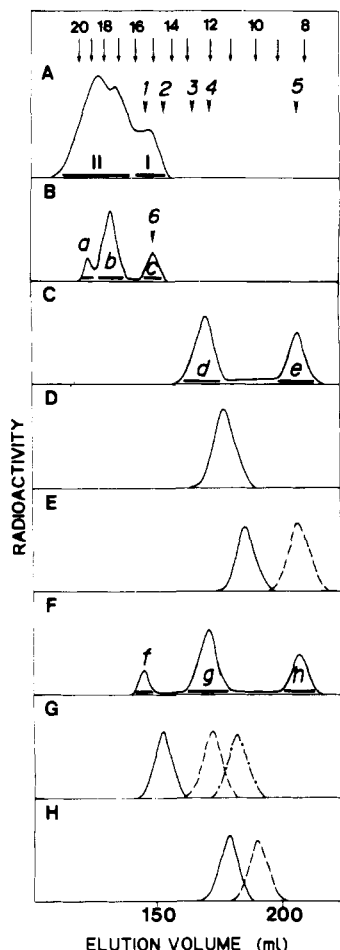 20 18 16 14 12 10 8
A
1 2 3 4 5
II I
B
6
a b c
C
d e
D
RADIOACTIVITY
E
F
f g h
G
H
150 200
ELUTION VOLUME (mL)